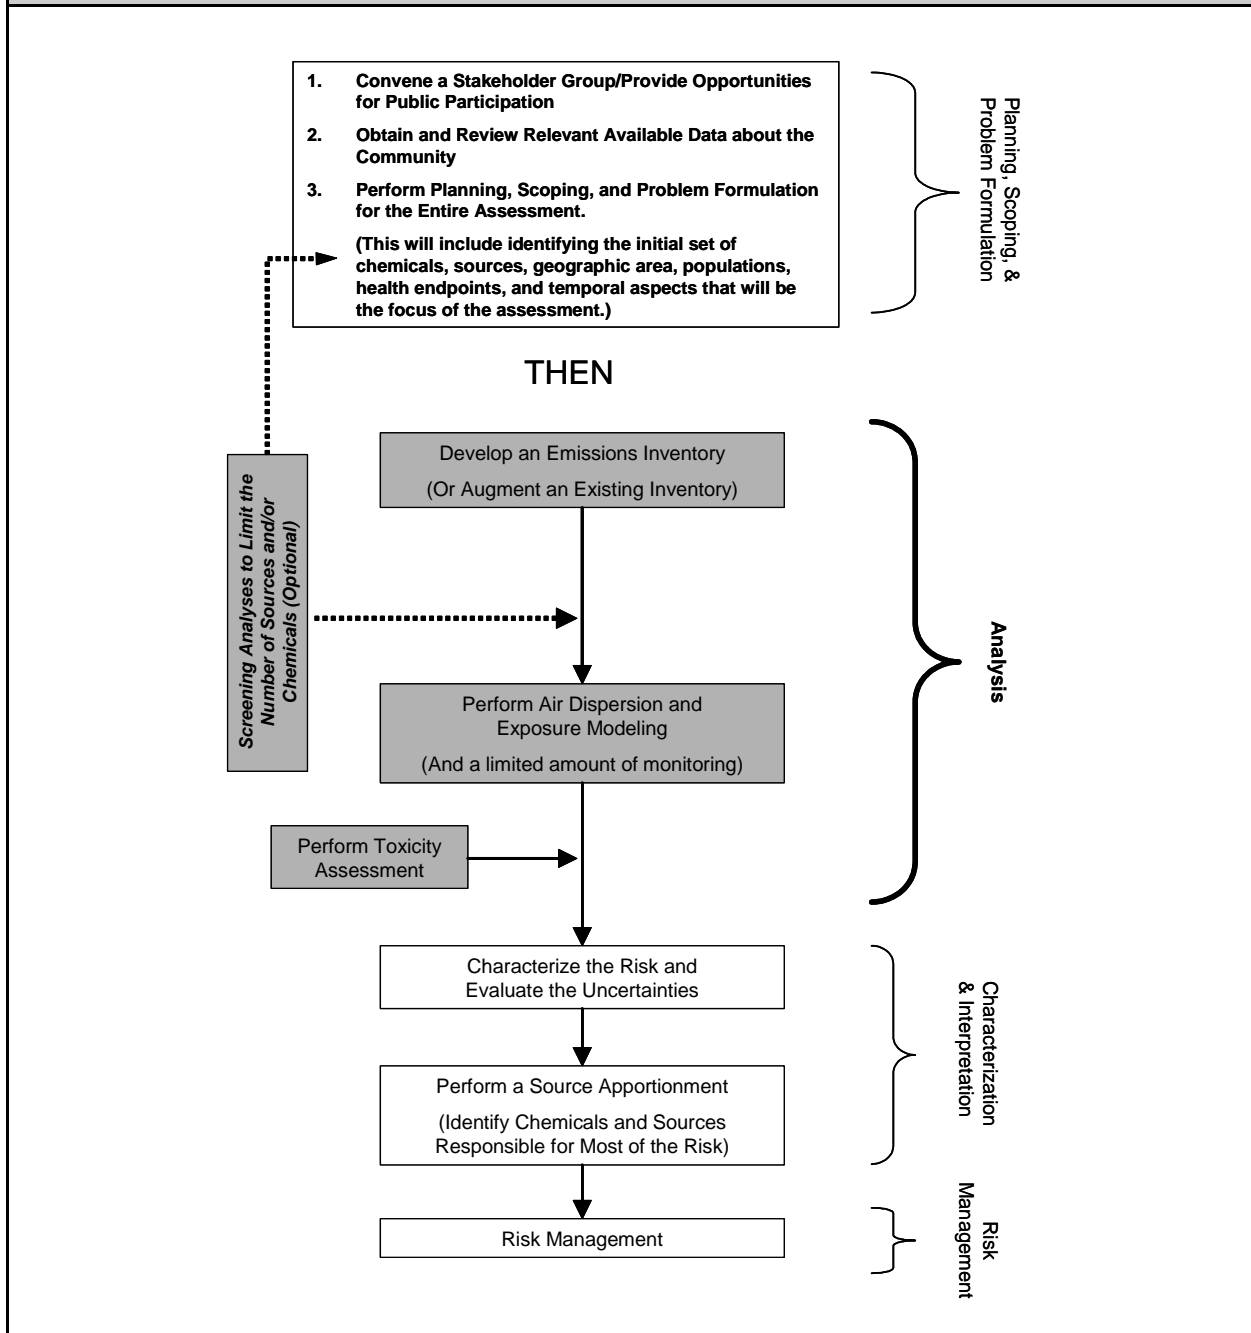 1. Convene a Stakeholder Group/Provide Opportunities
for Public Participation
2. Obtain and Review Relevant Available Data about the
Community
3. Perform Planning, Scoping, and Problem Formulation
for the Entire Assessment.
(This will include identifying the initial set of
chemicals, sources, geographic area, populations,
health endpoints, and temporal aspects that will be
the focus of the assessment.)
Planning, Scoping, &
Problem Formulation
THEN
Develop an Emissions Inventory
(Or Augment an Existing Inventory)
Screening Analyses to Limit the
Number of Sources and/or
Chemicals (Optional)
Perform Air Dispersion and
Exposure Modeling
(And a limited amount of monitoring)
Analysis
Perform Toxicity
Assessment
Characterize the Risk and
Evaluate the Uncertainties
Perform a Source Apportionment
(Identify Chemicals and Sources
Responsible for Most of the Risk)
Characterization
& Interpretation
Risk Management
Risk
Management